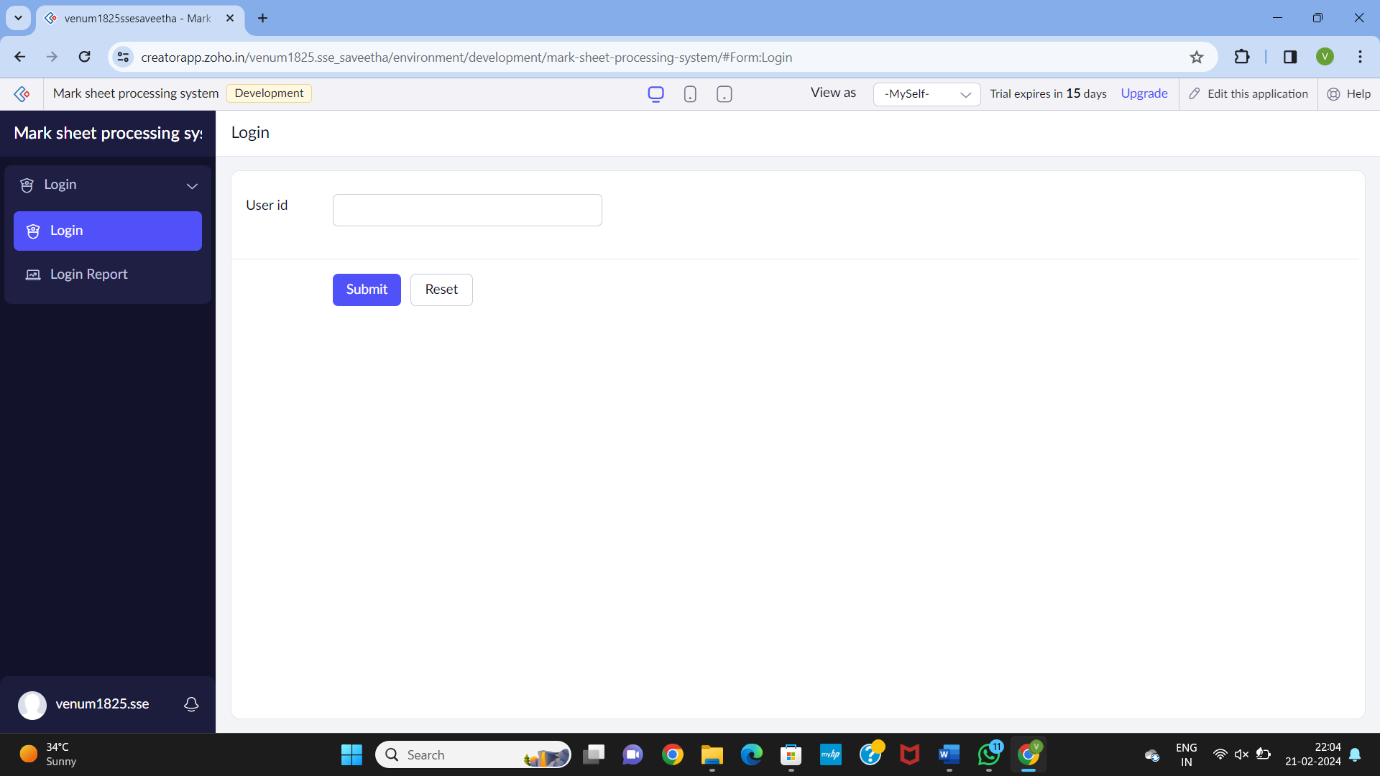 venum1825ssesaveetha - Mark
creatorapp.zoho.in/venum1825.sse_saveetha/environment/development/mark-sheet-processing-system/#Form:Login
V
Mark sheet processing system
Development
View as
-MySelf-
Trial expires in 15 days
Upgrade
Edit this application
Help
Mark sheet processing sys
Login
Login
Login
Login Report
User id
Submit
Reset
venum1825.sse
34°C
Sunny
Search
myhp
?
W
11
V
ENG
IN
22:04
21-02-2024